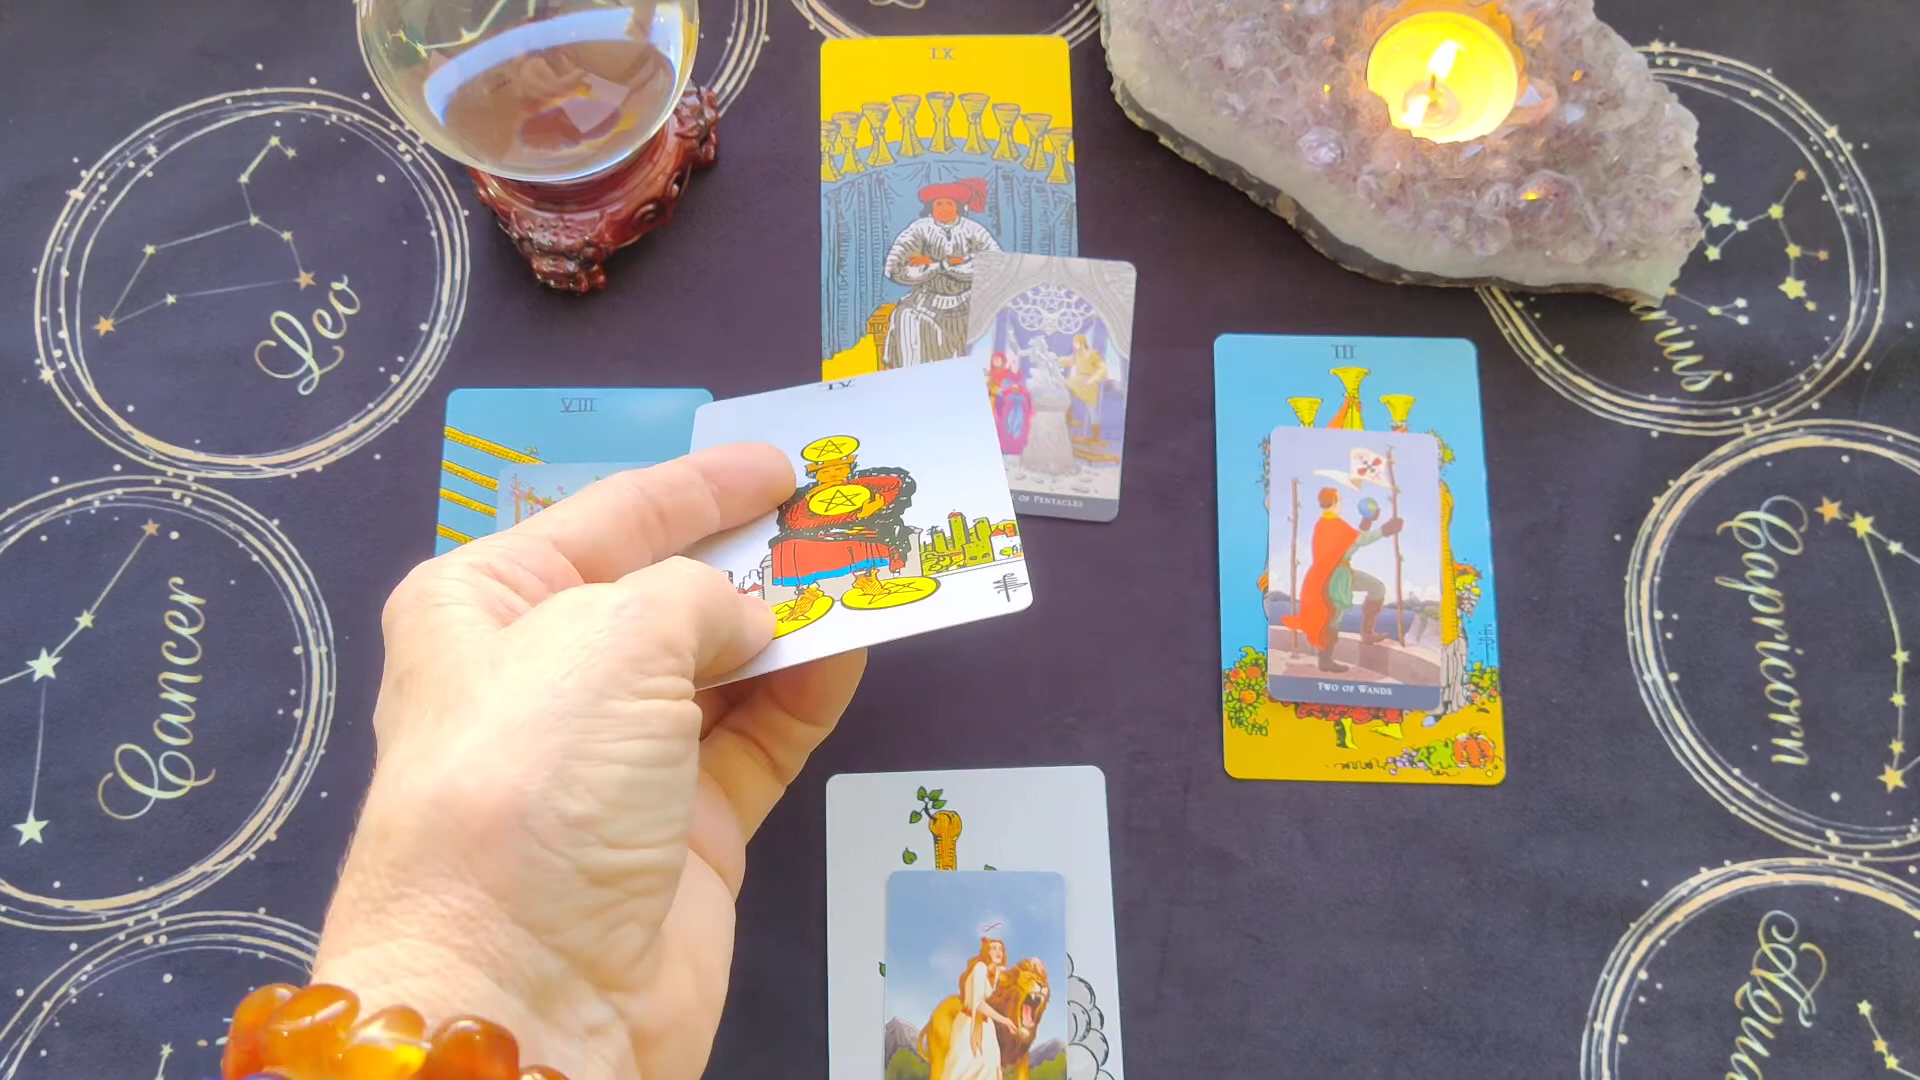 IX
Leo
VIII
IV
III
Capricorn
Cancer
OF PENTACLES
TWO OF WANDS